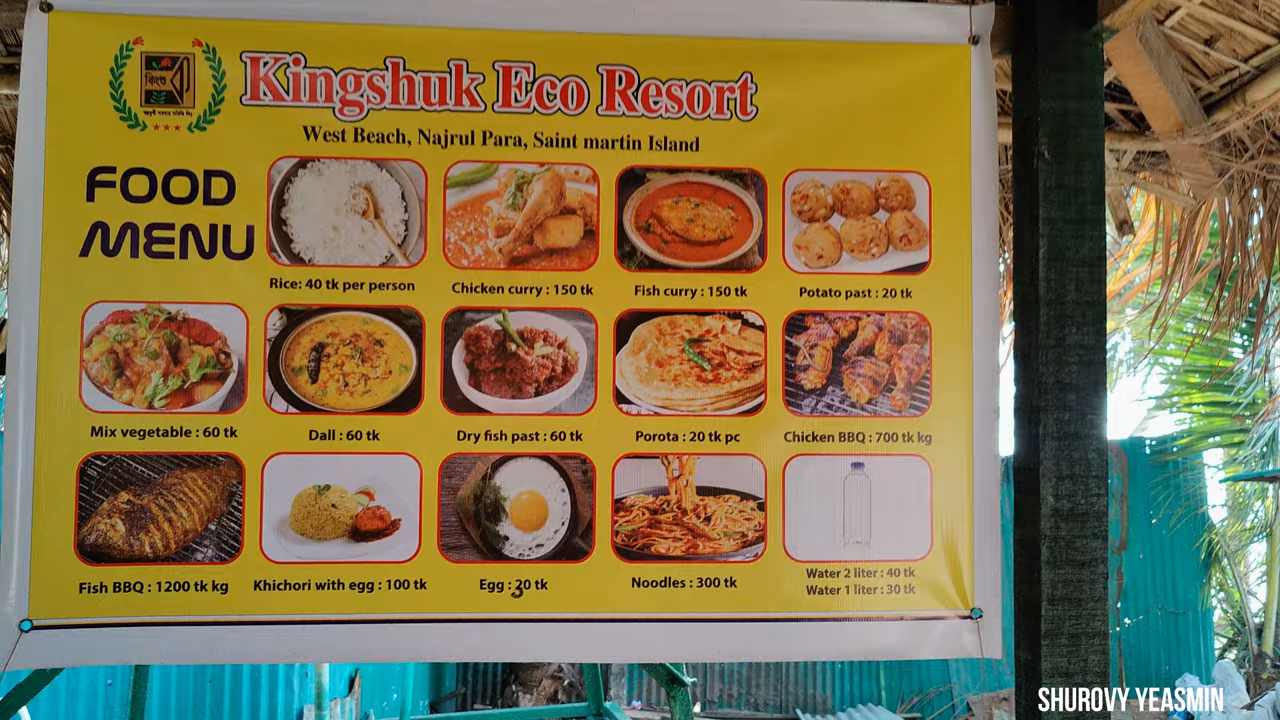 কিংশুক
Kingshuk Eco Resort
West Beach, Najrul Para, Saint martin Island
FOOD
MENU
Rice: 40 tk per person
Chicken curry : 150 tk
Fish curry : 150 tk
Potato past : 20 tk
Mix vegetable : 60 tk
Dall : 60 tk
Dry fish past : 60 tk
Porota : 20 tk pc
Chicken BBQ : 700 tk kg
Fish BBQ : 1200 tk kg
Khichori with egg : 100 tk
Egg : 30 tk
Noodles : 300 tk
Water 2 liter : 40 tk
Water 1 liter : 30 tk
SHUROVY YEASMIN